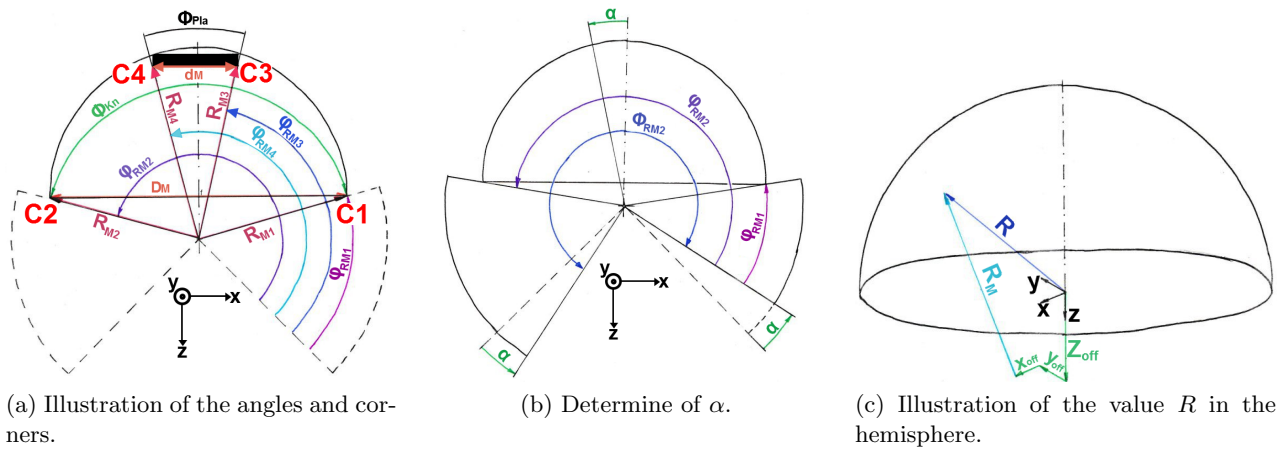 ΦPla
C4
C3
dM
ΦKn
RM4
RM3
φRM3
φRM4
φRM2
DM
C2
C1
RM2
RM1
φRM1
y
x
z
(a) Illustration of the angles and cor-
ners.
α
φRM2
ΦRM2
φRM1
y
x
z
α
α
(b) Determine of α.
R
RM
y
x
z
Zoff
xoff
yoff
(c) Illustration of the value R in the
hemisphere.